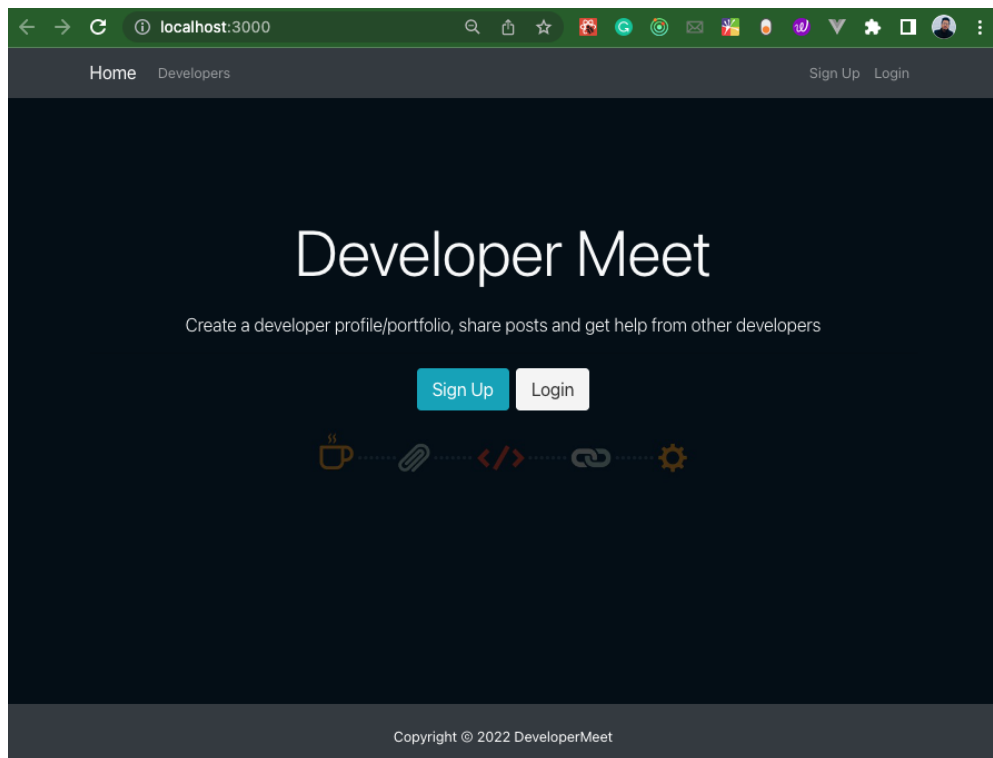 localhost:3000
Home Developers Sign Up Login
Developer Meet
Create a developer profile/portfolio, share posts and get help from other developers
Sign Up Login
Copyright © 2022 DeveloperMeet